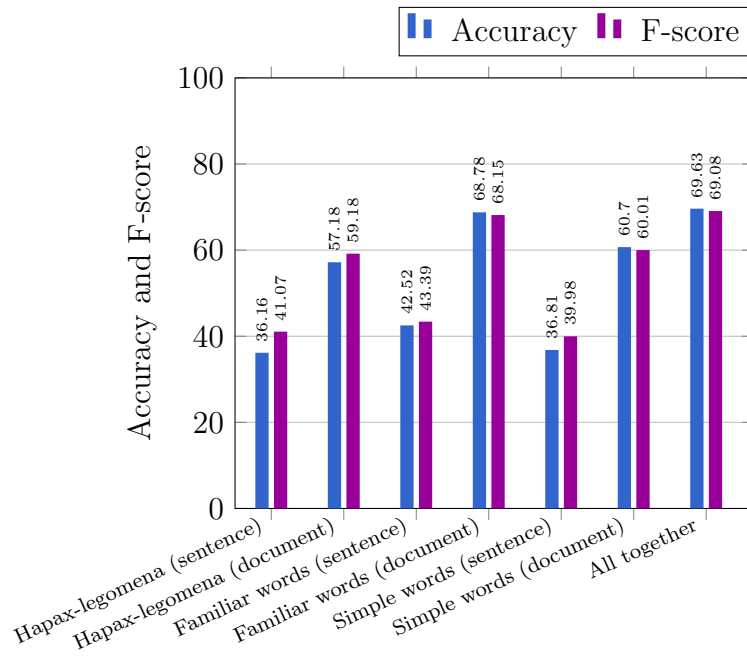 Accuracy F-score
Accuracy and F-score
100
80
60
40
20
0
36.16
41.07
57.18
59.18
42.52
43.39
68.78
68.15
36.81
39.98
60.7
60.01
69.63
69.08
Hapax-legomena (sentence)
Hapax-legomena (document)
Familiar words (sentence)
Familiar words (document)
Simple words (sentence)
Simple words (document)
All together